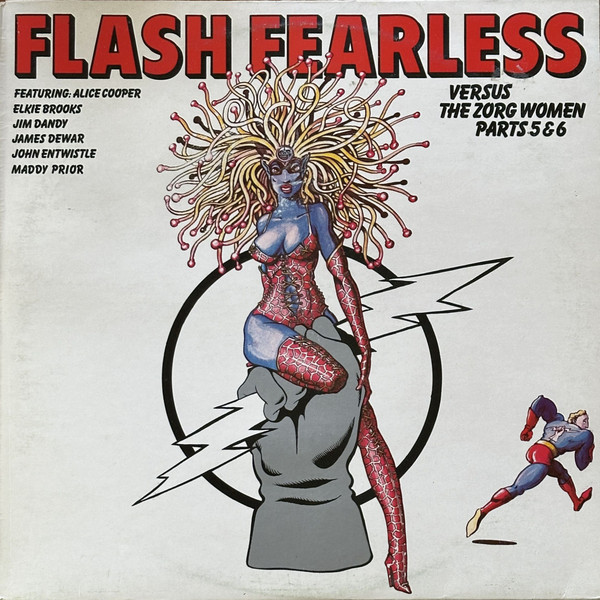 FLASH FEARLESS
VERSUS
THE ZORG WOMEN
PARTS 5 & 6
FEATURING: ALICE COOPER
ELKIE BROOKS
JIM DANDY
JAMES DEWAR
JOHN ENTWISTLE
MADDY PRIOR